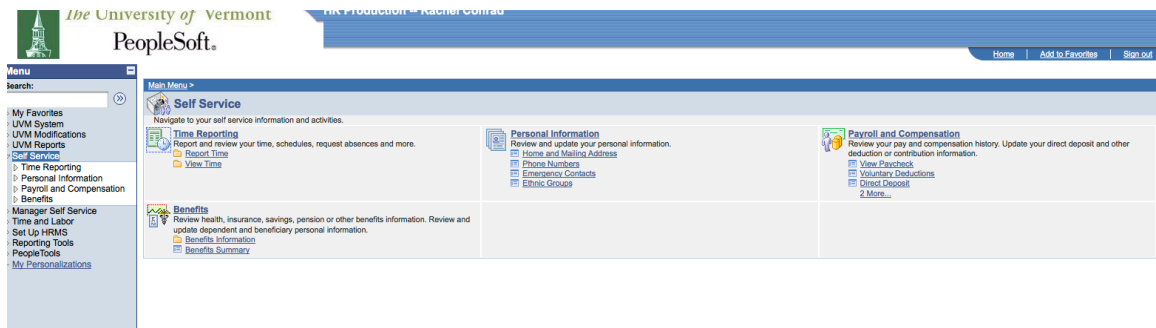 The University of Vermont
PeopleSoft.
HR Production -- Rachel Conrad
Home | Add to Favorites | Sign out
Menu
Search:
My Favorites
UVM System
UVM Modifications
UVM Reports
Self Service
Time Reporting
Personal Information
Payroll and Compensation
Benefits
Manager Self Service
Time and Labor
Set Up HRMS
Reporting Tools
PeopleTools
My Personalizations
Main Menu >
Self Service
Navigate to your self service information and activities.
Time Reporting
Report and review your time, schedules, request absences and more.
Report Time
View Time
Personal Information
Review and update your personal information.
Home and Mailing Address
Phone Numbers
Emergency Contacts
Ethnic Groups
Payroll and Compensation
Review your pay and compensation history. Update your direct deposit and other
deduction or contribution information.
View Paycheck
Voluntary Deductions
Direct Deposit
2 More...
Benefits
Review health, insurance, savings, pension or other benefits information. Review and
update dependent and beneficiary personal information.
Benefits Information
Benefits Summary